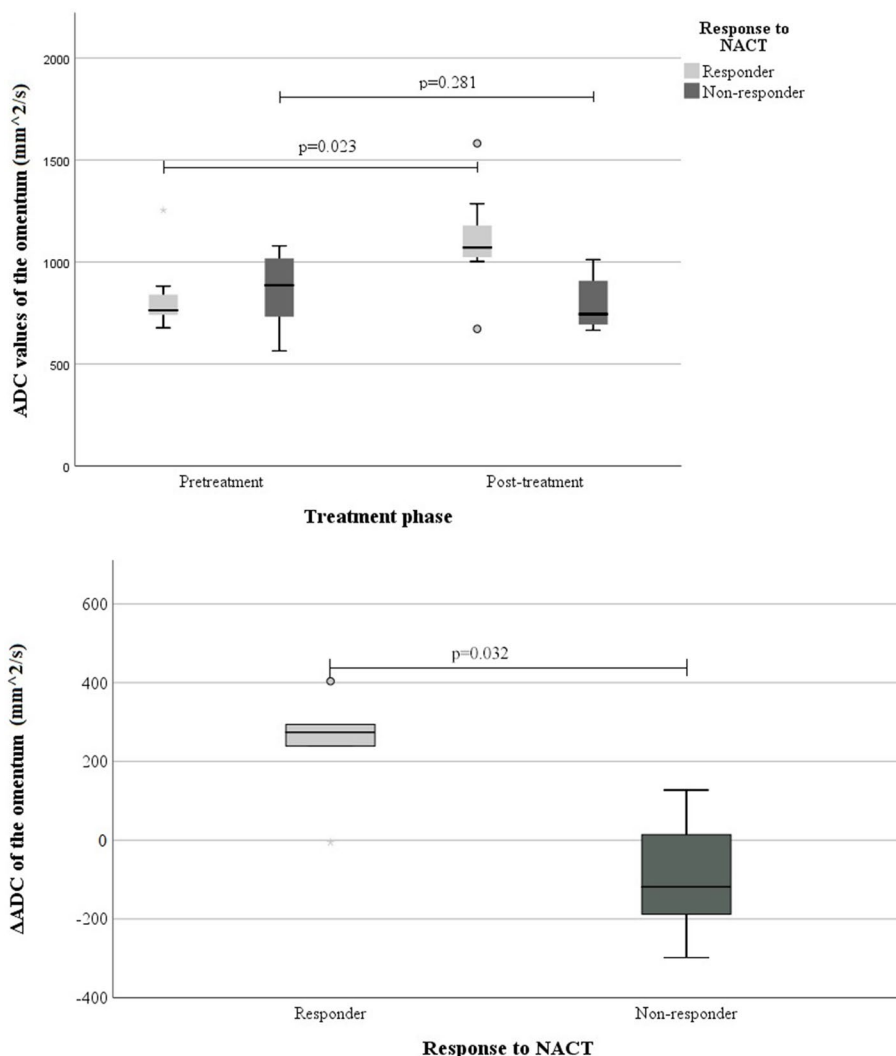 Response to
NACT
Responder
Non-responder
ADC values of the omentum (mm^2/s)
2000
1500
1000
500
0
p=0.281
p=0.023
Pretreatment
Post-treatment
Treatment phase
ΔADC of the omentum (mm^2/s)
600
400
200
0
-200
-400
p=0.032
Responder
Non-responder
Response to NACT